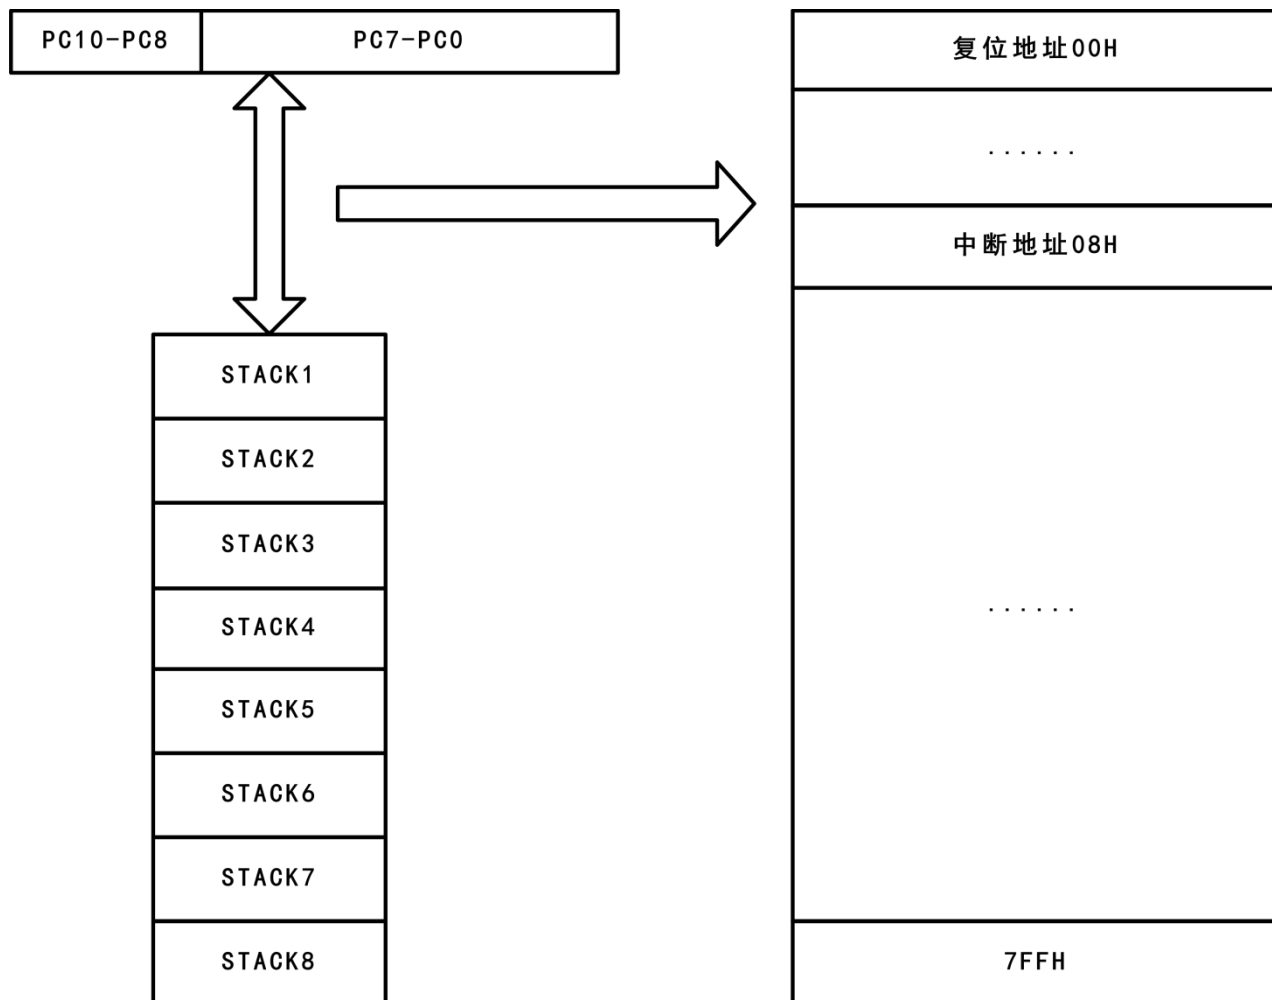 PC10-PC8
PC7-PC0
复位地址00H
......
中断地址08H
STACK1
STACK2
STACK3
STACK4
STACK5
STACK6
STACK7
STACK8
......
7FFH